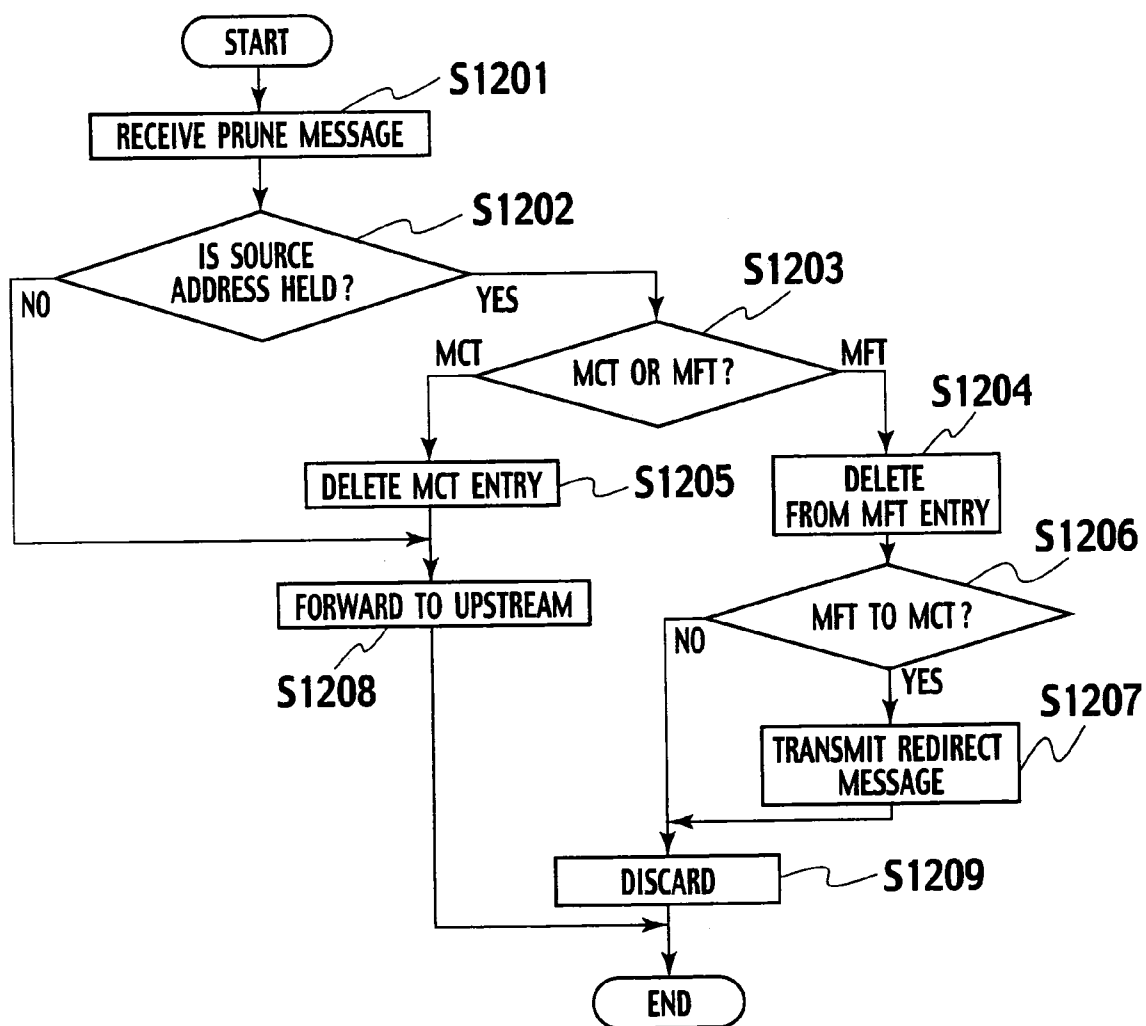 START
S1201
RECEIVE PRUNE MESSAGE
S1202
IS SOURCE
ADDRESS HELD?
NO
YES
S1203
MCT
MFT
MCT OR MFT?
S1204
DELETE MCT ENTRY
S1205
DELETE
FROM MFT ENTRY
S1206
FORWARD TO UPSTREAM
MFT TO MCT?
NO
YES
S1208
S1207
TRANSMIT REDIRECT
MESSAGE
DISCARD
S1209
END